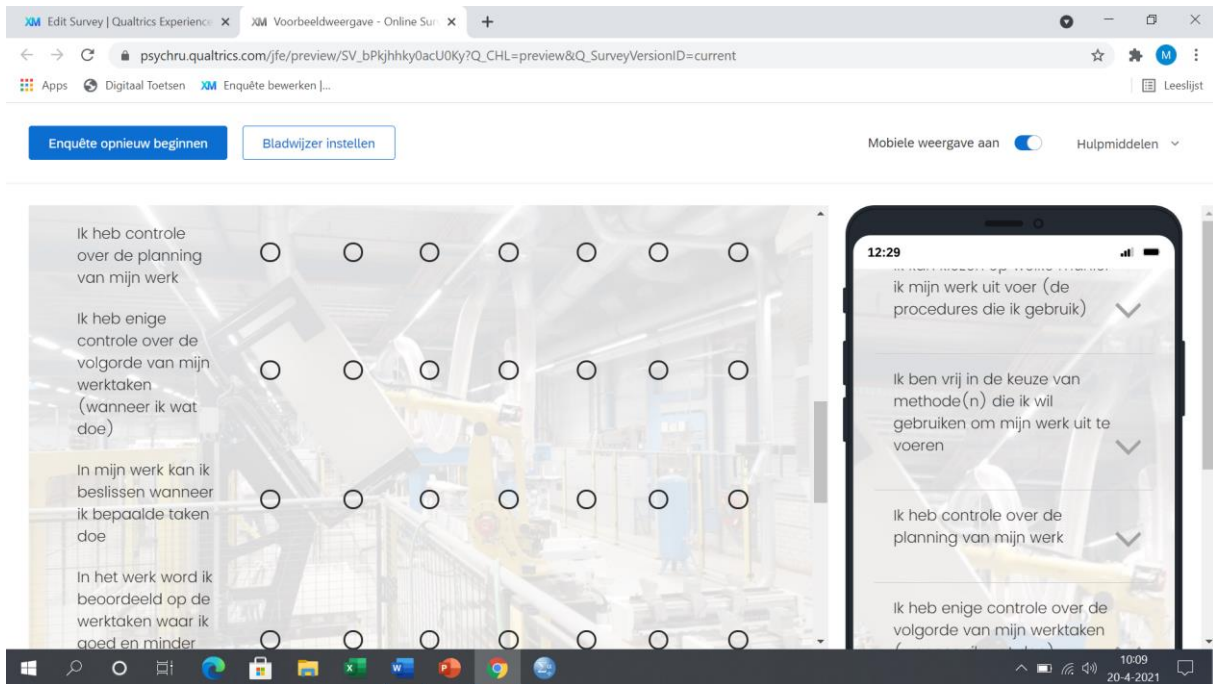 XM Edit Survey | Qualtrics Experience
XM Voorbeeldweergave - Online Sur
psychru.qualtrics.com/jfe/preview/SV_bPkjhhky0acU0Ky?Q_CHL=preview&Q_SurveyVersionID=current
M
Apps Digitaal Toetsen XM Enquête bewerken |...
Leeslijst
Enquête opnieuw beginnen
Bladwijzer instellen
Mobiele weergave aan
Hulpmiddelen
Ik heb controle
over de planning
van mijn werk
Ik heb enige
controle over de
volgorde van mijn
werktaken
(wanneer ik wat
doe)
In mijn werk kan ik
beslissen wanneer
ik bepaalde taken
doe
In het werk word ik
beoordeeld op de
werktaken waar ik
goed en minder
12:29
ik mijn werk uit voer (de
procedures die ik gebruik)
Ik ben vrij in de keuze van
methode(n) die ik wil
gebruiken om mijn werk uit te
voeren
Ik heb controle over de
planning van mijn werk
Ik heb enige controle over de
volgorde van mijn werktaken
10:09
20-4-2021